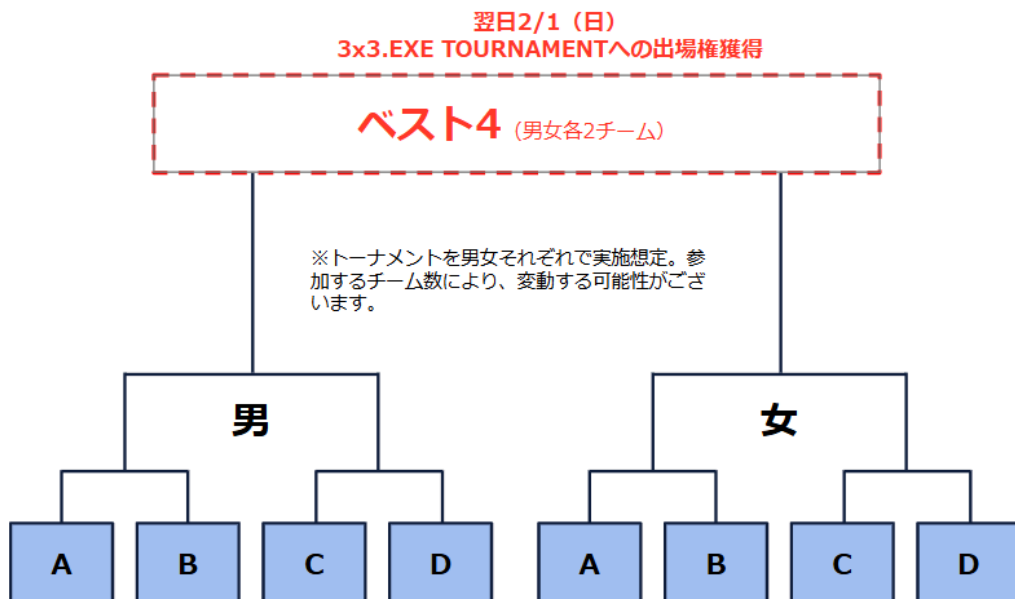 翌日2/1（日）
3x3.EXE TOURNAMENTへの出場権獲得
ベスト4（男女各2チーム）
※トーナメントを男女それぞれで実施想定。参
加するチーム数により、変動する可能性がござ
います。
男
女
A B C D A B C D